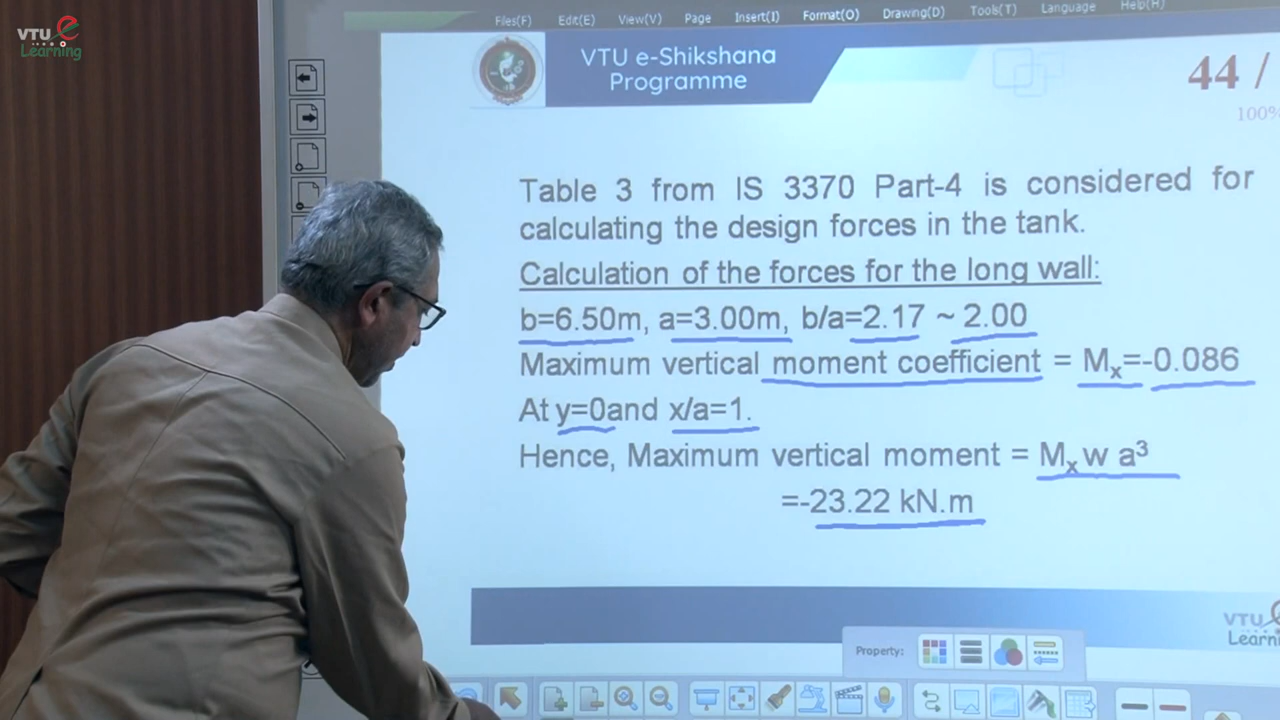 VTU e
Learning
Files(F) Edit(E) View(V) Page Insert(I) Format(O) Drawing(D) Tools(T) Language Help(H)
VTU e-Shikshana
Programme
44 /
100%
Table 3 from IS 3370 Part-4 is considered for
calculating the design forces in the tank.
Calculation of the forces for the long wall:
b=6.50m, a=3.00m, b/a=2.17 ~ 2.00
Maximum vertical moment coefficient = Mₓ=-0.086
At y=0and x/a=1.
Hence, Maximum vertical moment = Mₓ w a³
=-23.22 kN.m
VTU
Learn
Property: